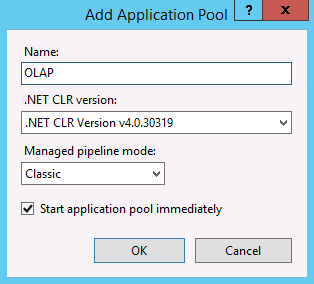 Add Application Pool
?
Name:
OLAP
.NET CLR version:
.NET CLR Version v4.0.30319
Managed pipeline mode:
Classic
Start application pool immediately
OK
Cancel